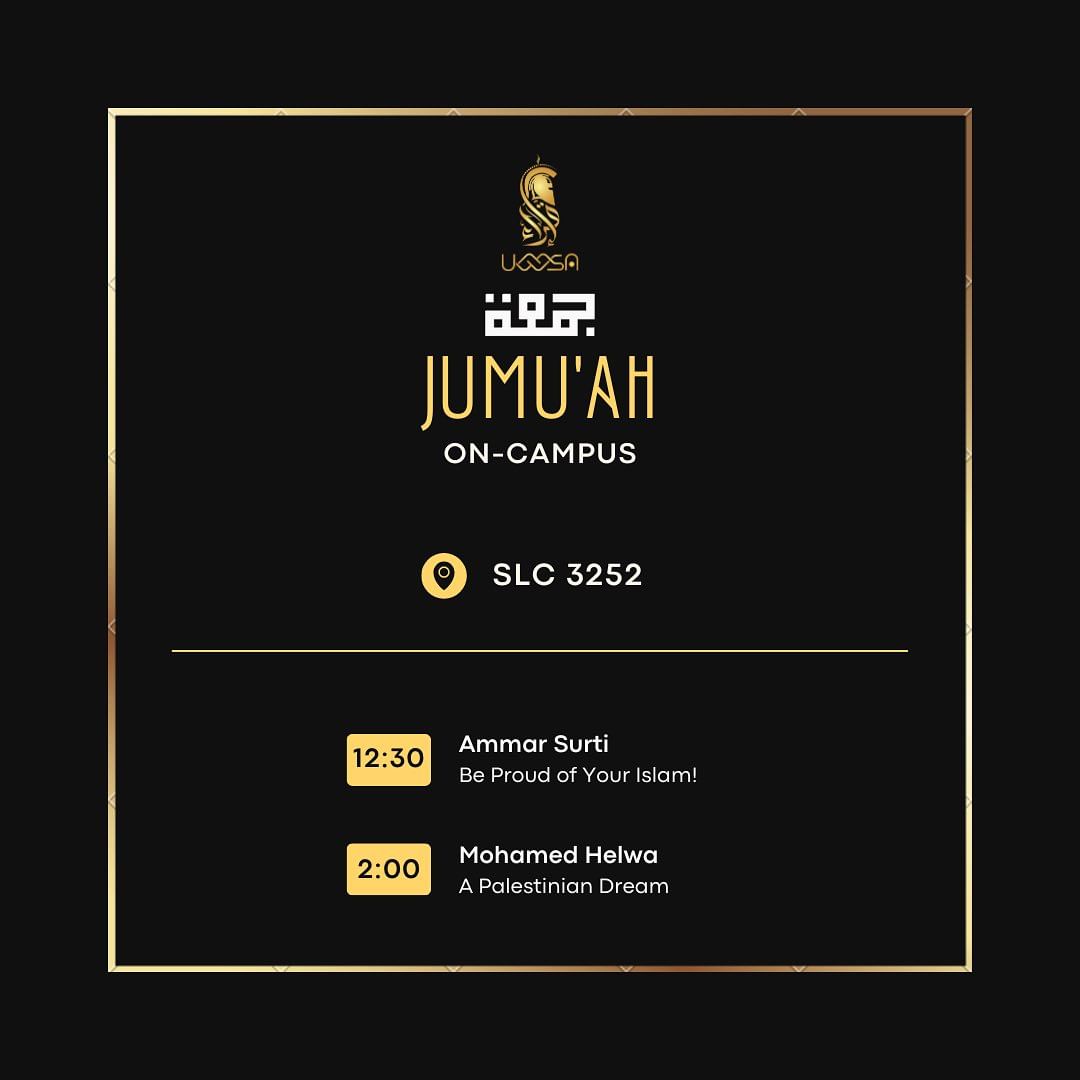 جمعة
JUMU'AH
ON-CAMPUS
SLC 3252
12:30
Ammar Surti
Be Proud of Your Islam!
2:00
Mohamed Helwa
A Palestinian Dream